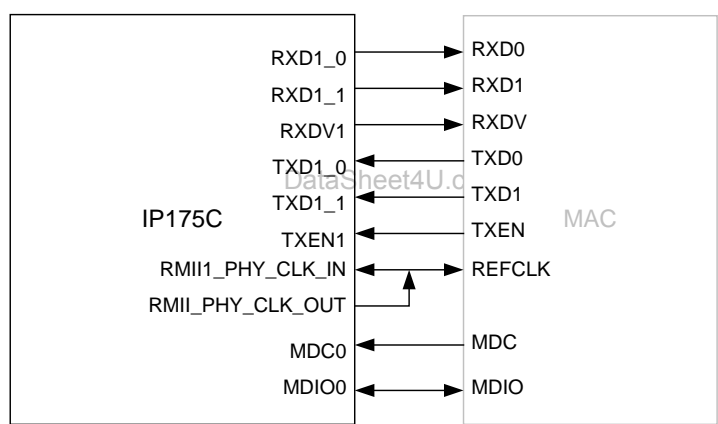 RXD1_0 RXD0
RXD1_1 RXD1
RXDV1 RXDV
TXD1_0 TXD0
DataSheet4U.c
TXD1_1 TXD1
IP175C MAC
TXEN1 TXEN
RMII1_PHY_CLK_IN REFCLK
RMII_PHY_CLK_OUT
MDC0 MDC
MDIO0 MDIO